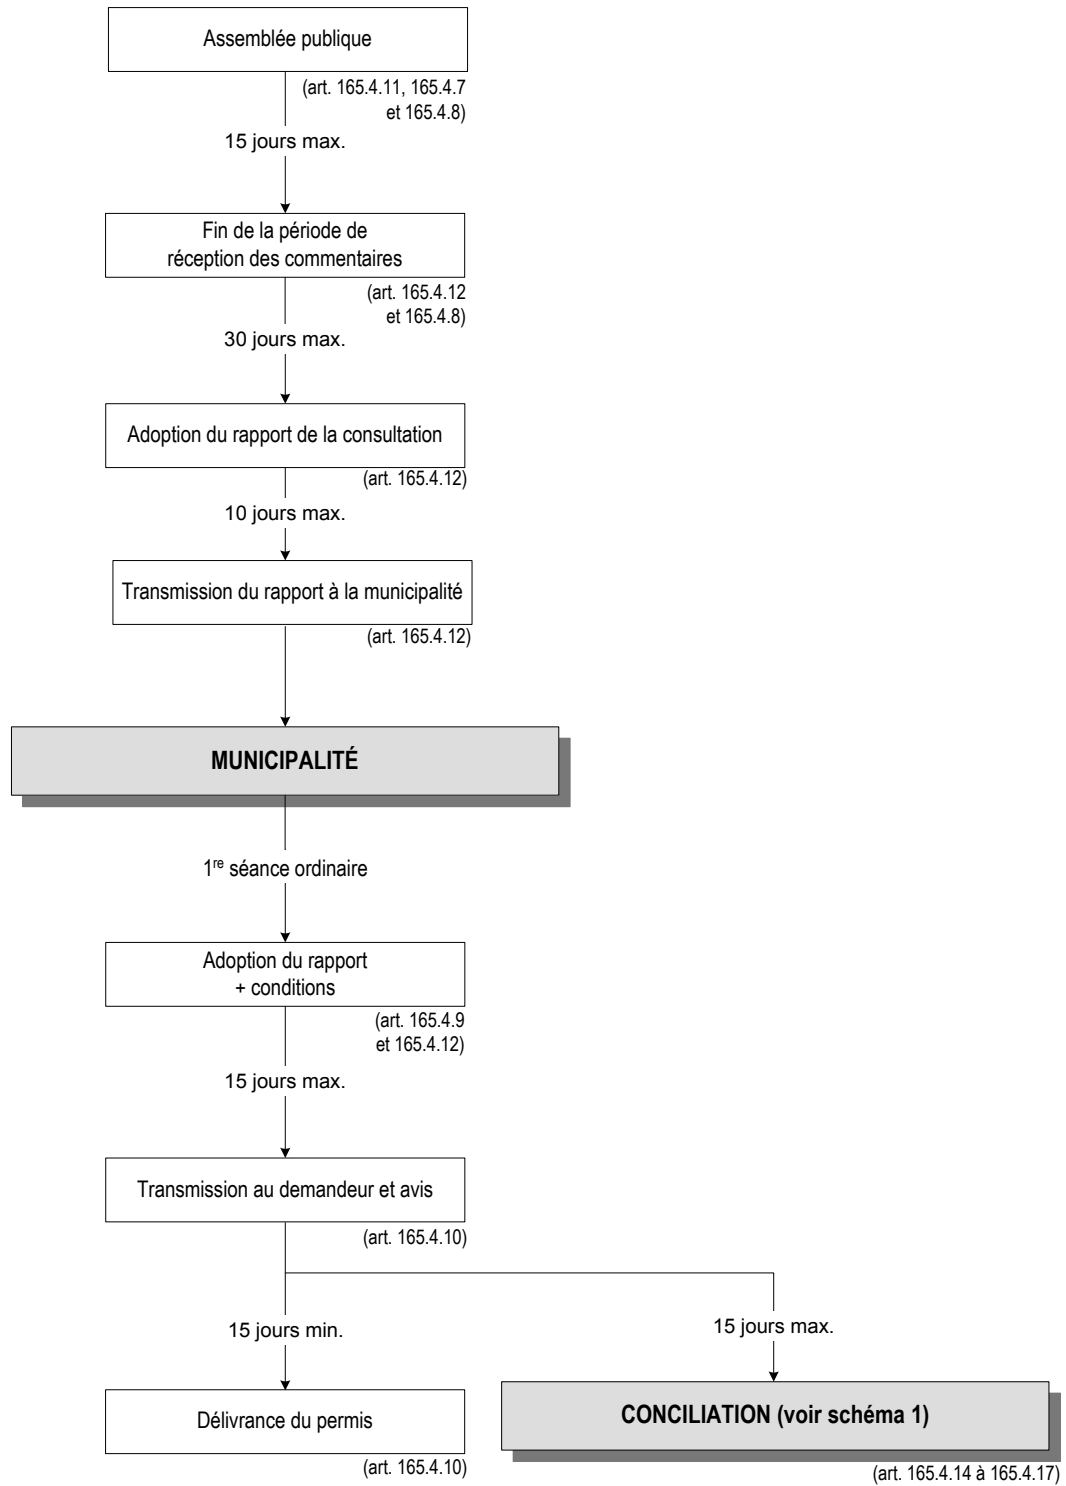 Assemblée publique
(art. 165.4.11, 165.4.7
et 165.4.8)
15 jours max.
Fin de la période de
réception des commentaires
(art. 165.4.12
et 165.4.8)
30 jours max.
Adoption du rapport de la consultation
(art. 165.4.12)
10 jours max.
Transmission du rapport à la municipalité
(art. 165.4.12)
MUNICIPALITÉ
1re séance ordinaire
Adoption du rapport
+ conditions
(art. 165.4.9
et 165.4.12)
15 jours max.
Transmission au demandeur et avis
(art. 165.4.10)
15 jours min.
15 jours max.
Délivrance du permis
(art. 165.4.10)
CONCILIATION (voir schéma 1)
(art. 165.4.14 à 165.4.17)